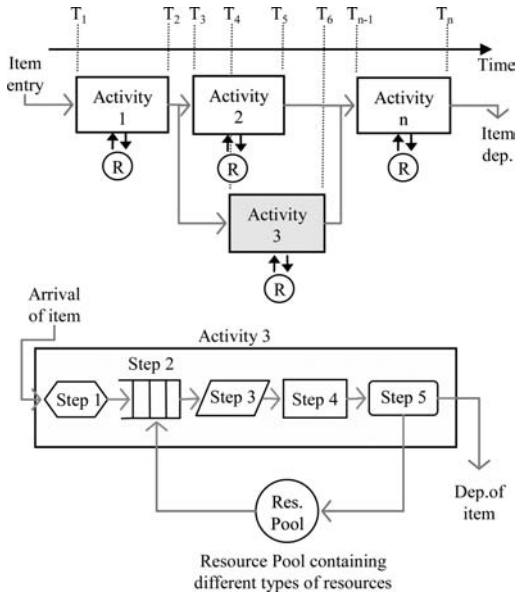 T1 T2 T3 T4 T5 T6 Tn-1 Tn
Time
Item
entry
Activity
1
Activity
2
Activity
n
Item
dep.
R
R
R
Activity
3
R
Arrival
of item
Activity 3
Step 2
Step 1
Step 3
Step 4
Step 5
Res.
Pool
Dep.of
item
Resource Pool containing
different types of resources